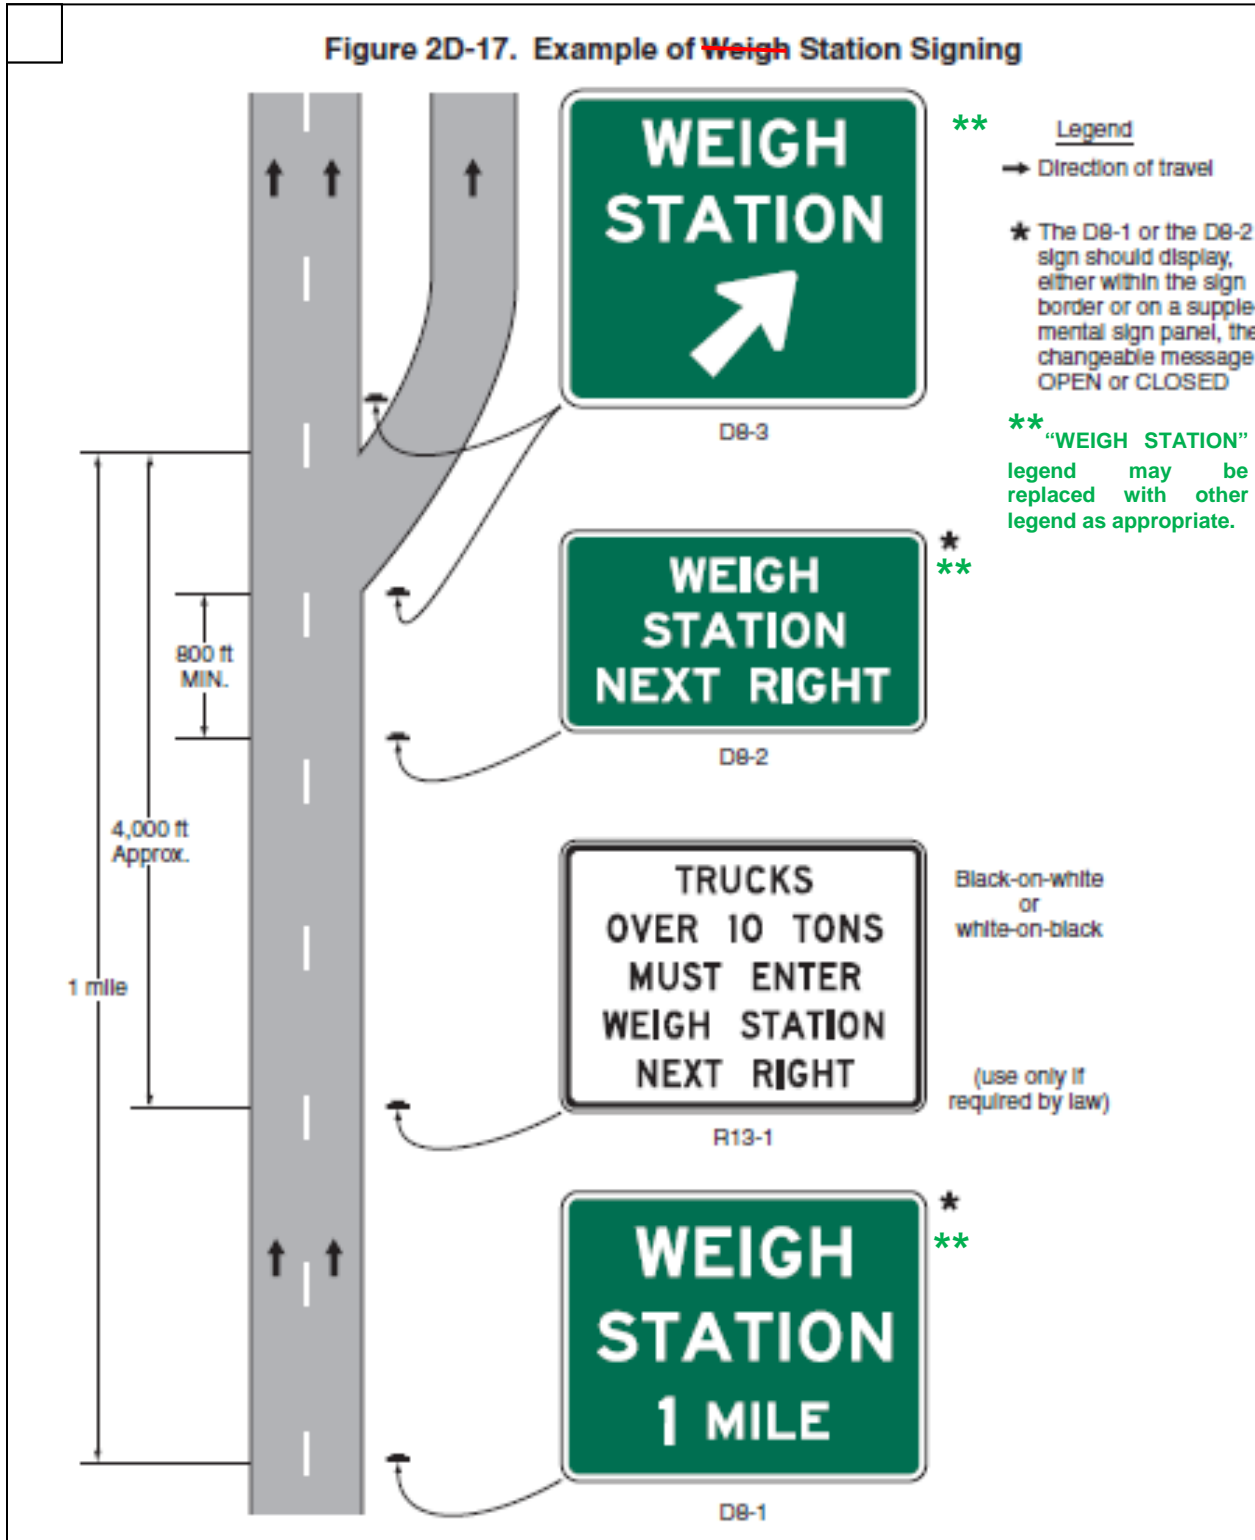 Figure 2D-17. Example of Weigh Station Signing
WEIGH
STATION
D8-3
**
Legend
Direction of travel
* The D8-1 or the D8-2
sign should display,
either within the sign
border or on a supple-
mental sign panel, the
changeable message
OPEN or CLOSED
**"WEIGH STATION"
legend may be
replaced with other
legend as appropriate.
WEIGH
STATION
NEXT RIGHT
D8-2
*
**
800 ft
MIN.
4,000 ft
Approx.
1 mile
TRUCKS
OVER 10 TONS
MUST ENTER
WEIGH STATION
NEXT RIGHT
R13-1
Black-on-white
or
white-on-black
(use only if
required by law)
WEIGH
STATION
1 MILE
D8-1
*
**